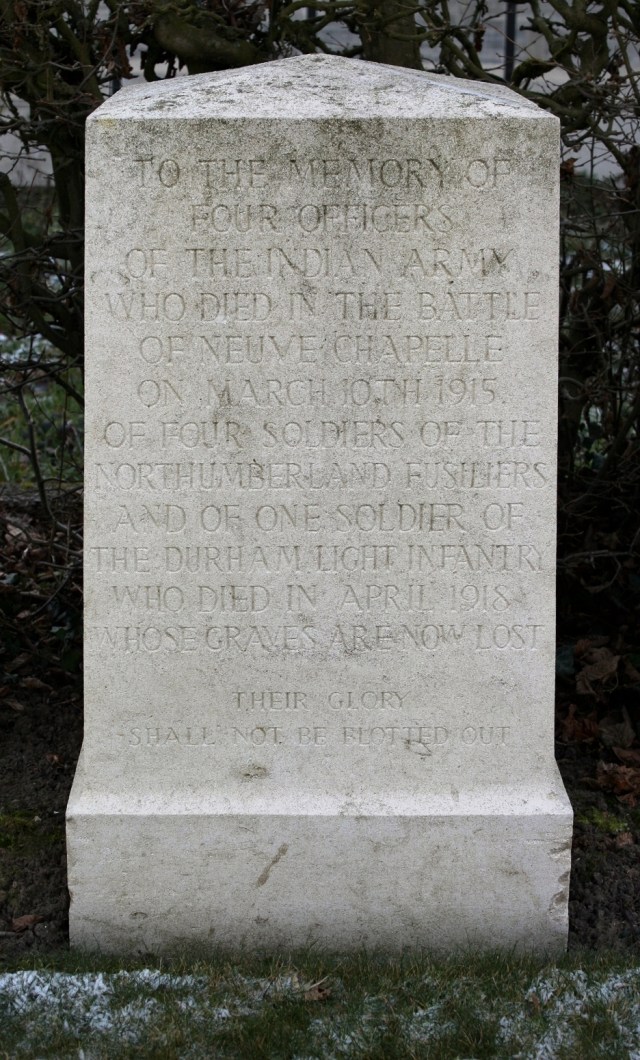 TO THE MEMORY OF
FOUR OFFICERS
OF THE INDIAN ARMY
WHO DIED IN THE BATTLE
OF NEUVE CHAPELLE
ON MARCH 10TH 1915
OF FOUR SOLDIERS OF THE
NORTHUMBERLAND FUSILIERS
AND OF ONE SOLDIER OF
THE DURHAM LIGHT INFANTRY
WHO DIED IN APRIL 1918
WHOSE GRAVES ARE NOW LOST
THEIR GLORY
SHALL NOT BE BLOTTED OUT